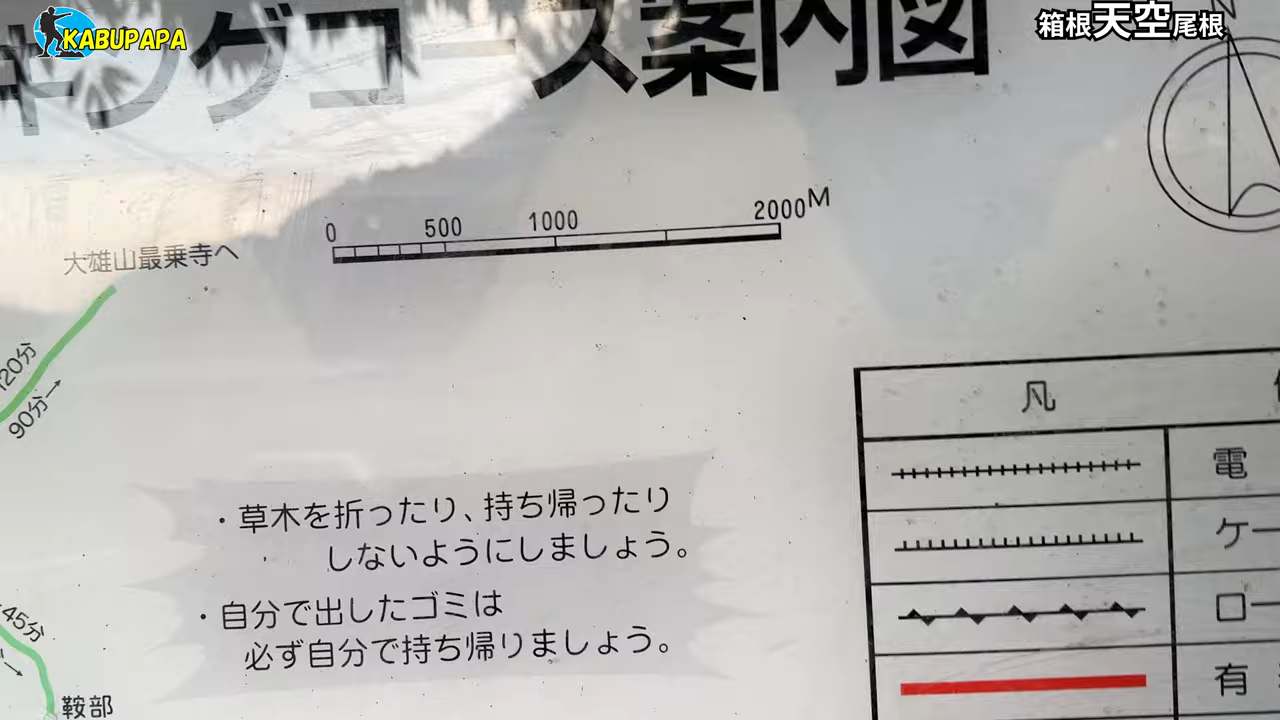 KABUPAPA
箱根天空尾根
キングコース案内図
N
0 500 1000 2000M
大雄山最乗寺へ
120分
90分→
凡
電
ケー
ロー
有
・草木を折ったり、持ち帰ったり
しないようにしましょう。
・自分で出したゴミは
必ず自分で持ち帰りましょう。
45分
鞍部